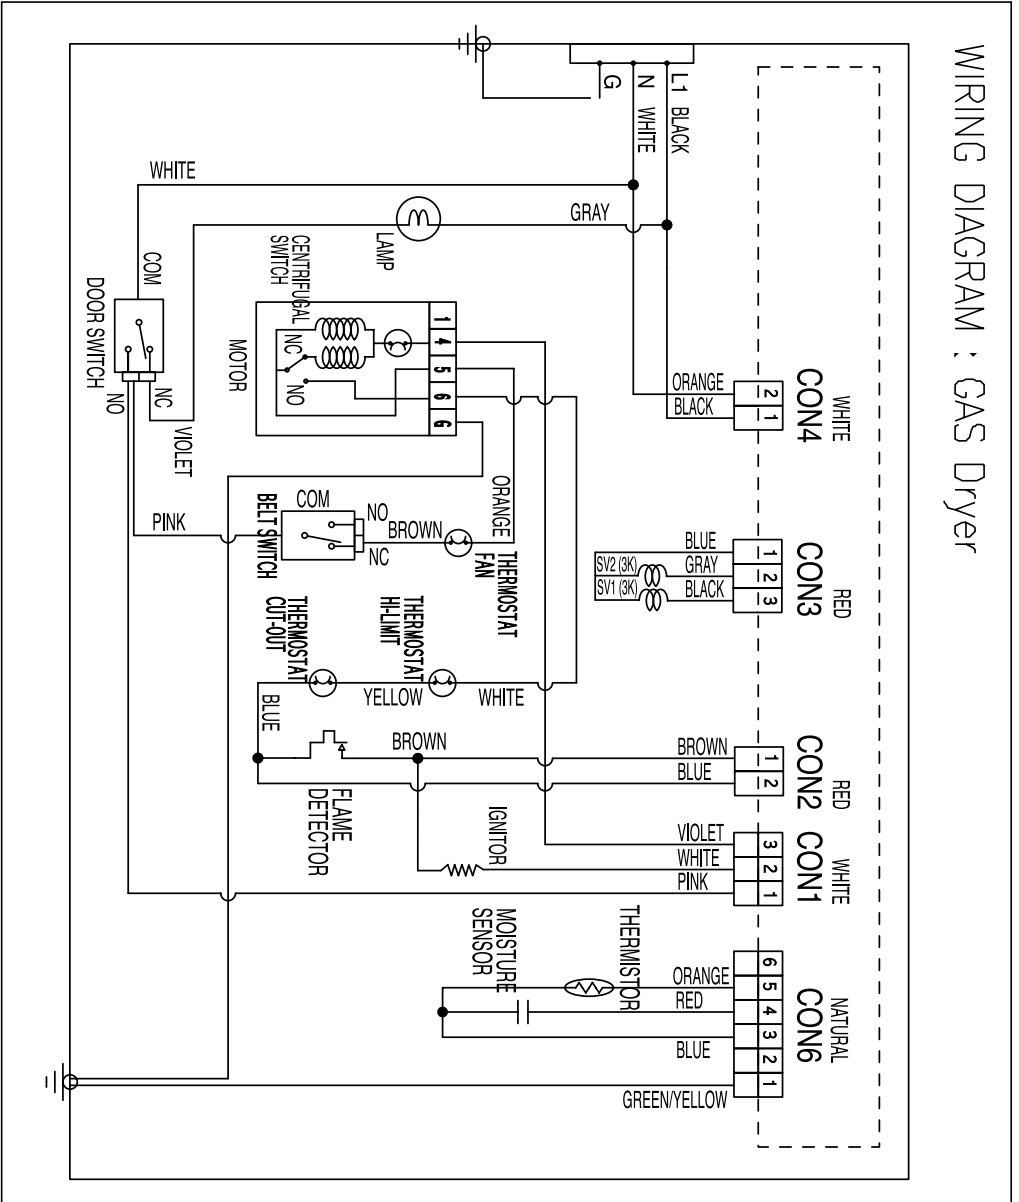 WIRING DIAGRAM : GAS Dryer
WHITE
CON4
2
1
ORANGE
BLACK
RED
CON3
1
2
3
BLUE
GRAY
BLACK
SV2 (3K)
SV1 (3K)
RED
CON2
1
2
BROWN
BLUE
WHITE
CON1
3
2
1
VIOLET
WHITE
PINK
NATURAL
CON6
6
5
4
3
2
1
ORANGE
RED
BLUE
GREEN/YELLOW
L1 BLACK
N WHITE
G
GRAY
WHITE
LAMP
CENTRIFUGAL
SWITCH
NC
NO
MOTOR
1
4
5
6
G
COM
DOOR SWITCH
NC
NO
VIOLET
PINK
BELT SWITCH
COM
NO
NC
BROWN
ORANGE
THERMOSTAT
FAN
THERMOSTAT
HI-LIMIT
THERMOSTAT
CUT-OUT
WHITE
YELLOW
BLUE
BROWN
FLAME
DETECTOR
IGNITOR
THERMISTOR
MOISTURE
SENSOR